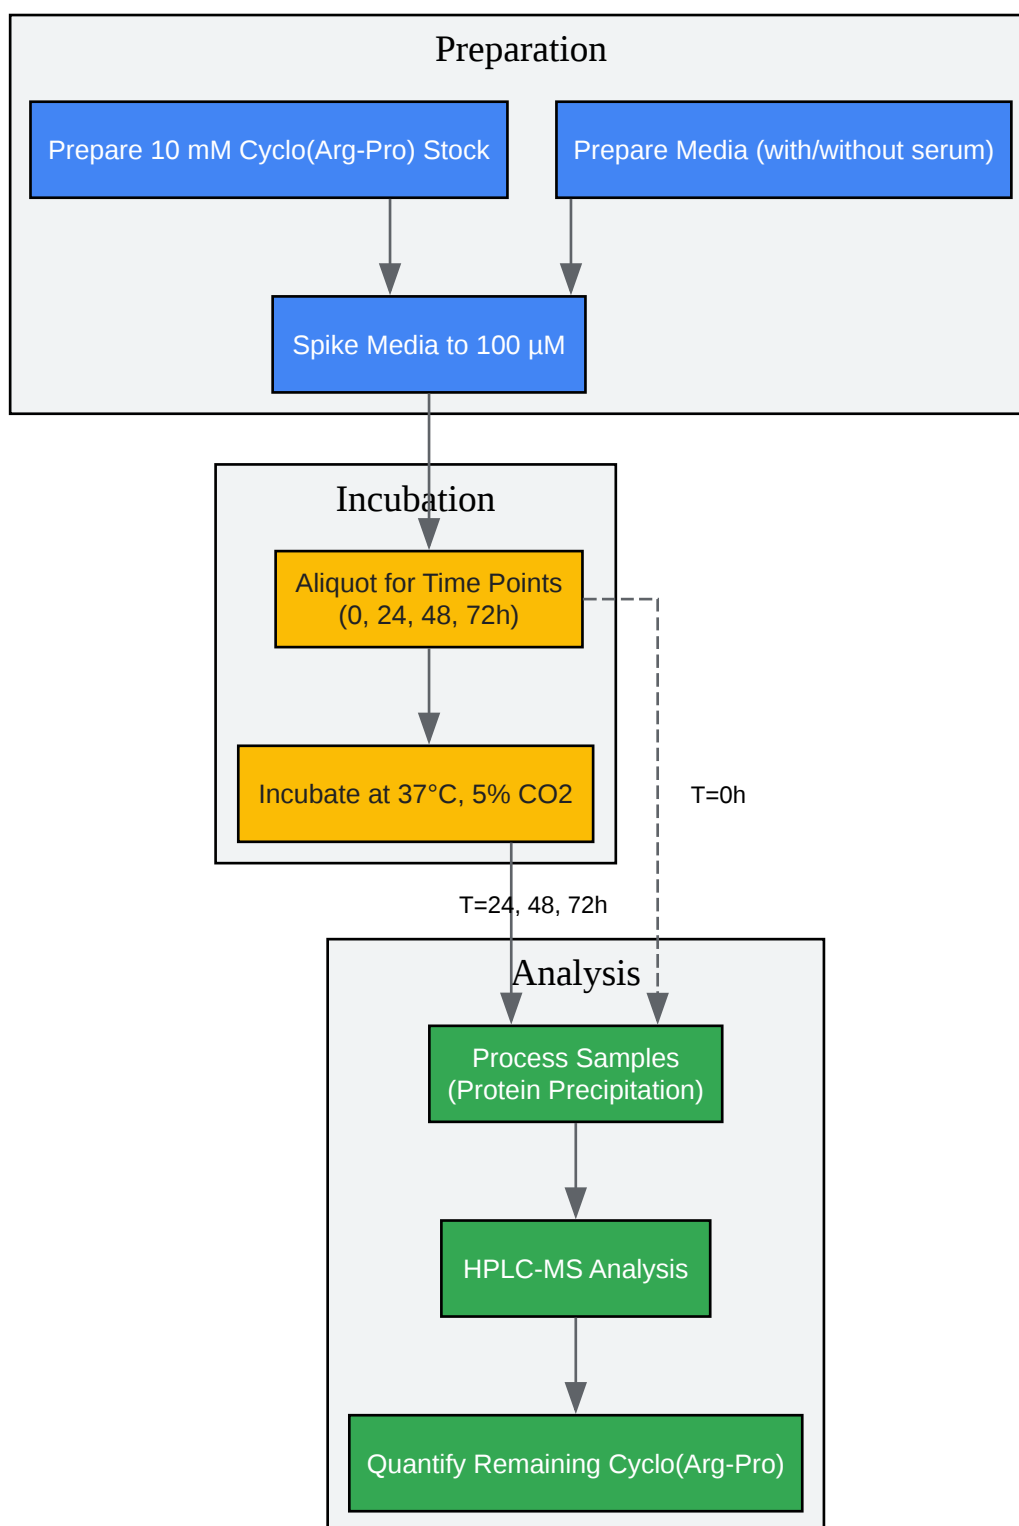 Preparation
Prepare 10 mM Cyclo(Arg-Pro) Stock
Prepare Media (with/without serum)
Spike Media to 100 µM
Incubation
Aliquot for Time Points
(0, 24, 48, 72h)
Incubate at 37°C, 5% CO2
T=0h
T=24, 48, 72h
Analysis
Process Samples
(Protein Precipitation)
HPLC-MS Analysis
Quantify Remaining Cyclo(Arg-Pro)